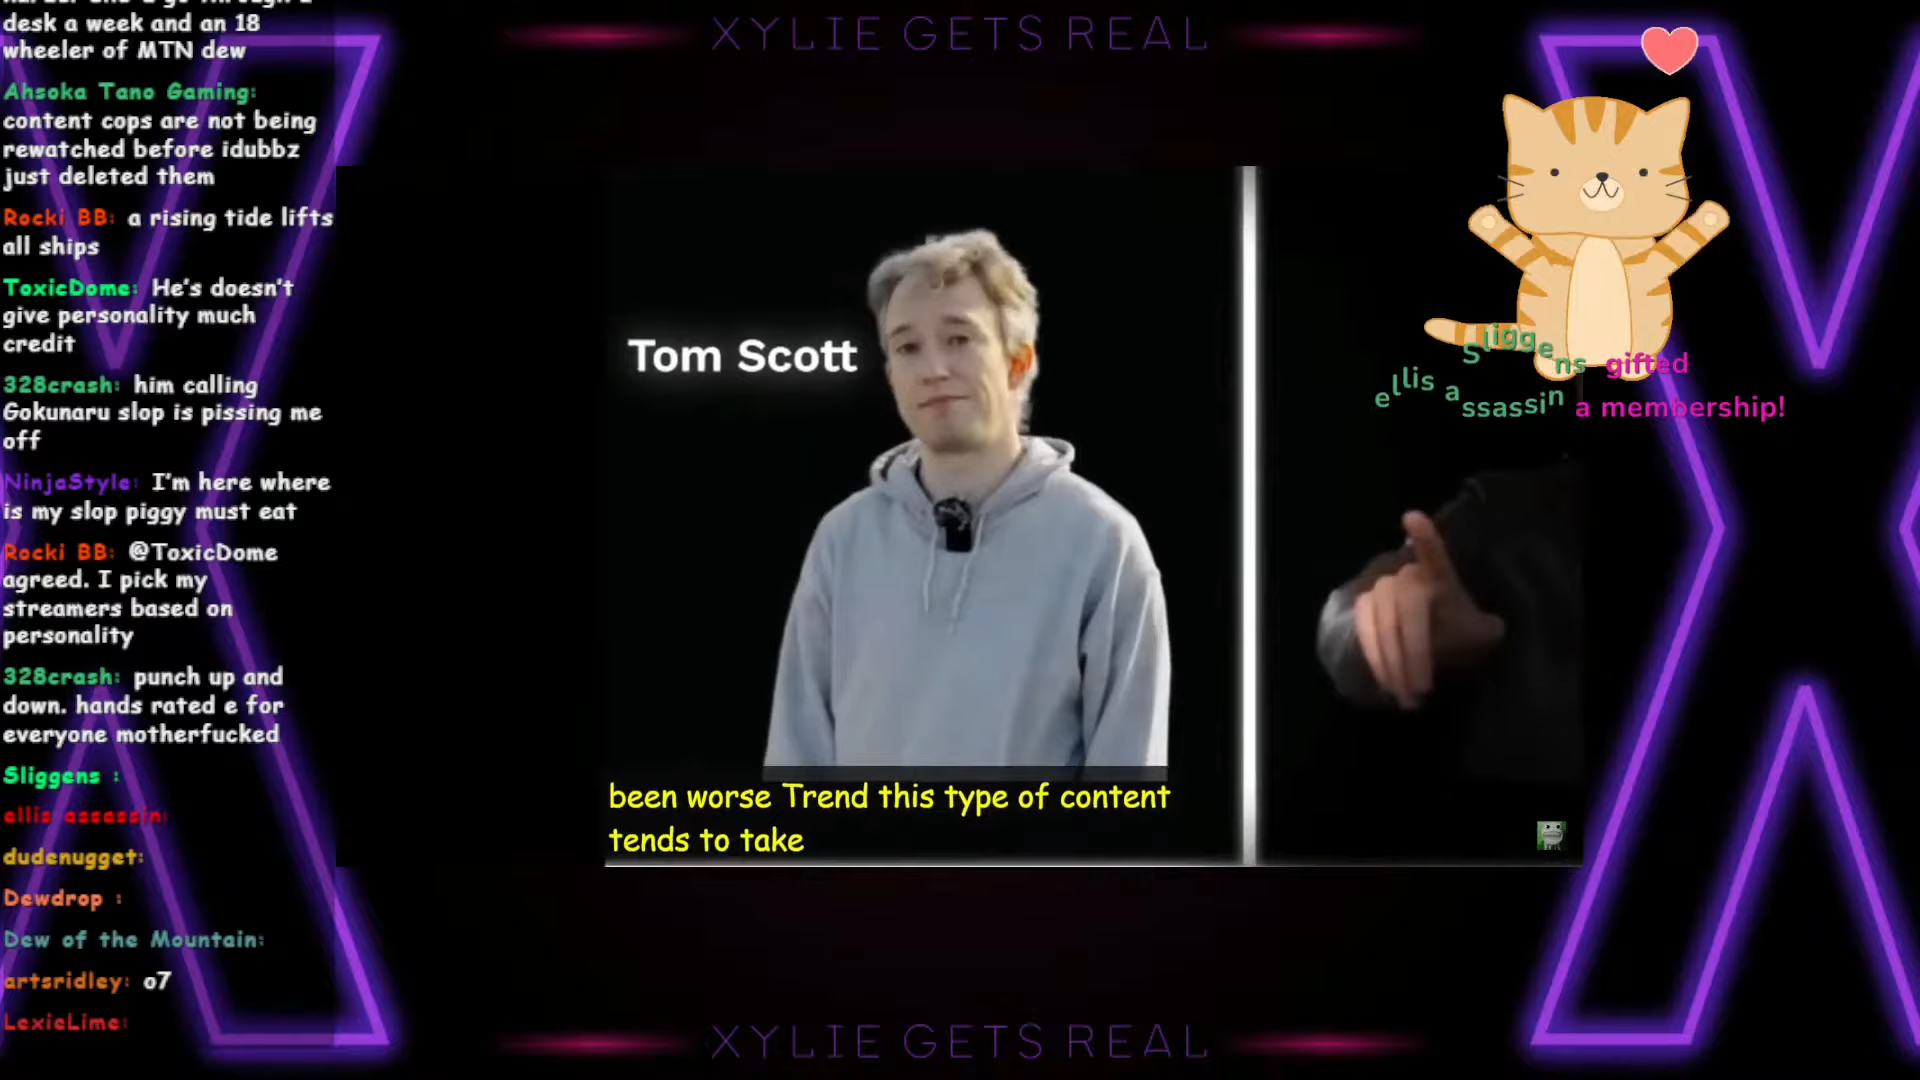 XYLIE GETS REAL
desk a week and an 18
wheeler of MTN dew
Ahsoka Tano Gaming:
content cops are not being
rewatched before idubbz
just deleted them
Rocki BB: a rising tide lifts
all ships
ToxicDome: He's doesn't
give personality much
credit
328crash: him calling
Gokunaru slop is pissing me
off
NinjaStyle: I'm here where
is my slop piggy must eat
Rocki BB: @ToxicDome
agreed. I pick my
streamers based on
personality
328crash: punch up and
down. hands rated e for
everyone motherfucked
Sliggens :
ellis assassin:
dudenugget:
Dewdrop :
Dew of the Mountain:
artsridley: o7
LexieLime:
Tom Scott
been worse Trend this type of content
tends to take
Sliggens gifted
ellis assassin a membership!
XYLIE GETS REAL